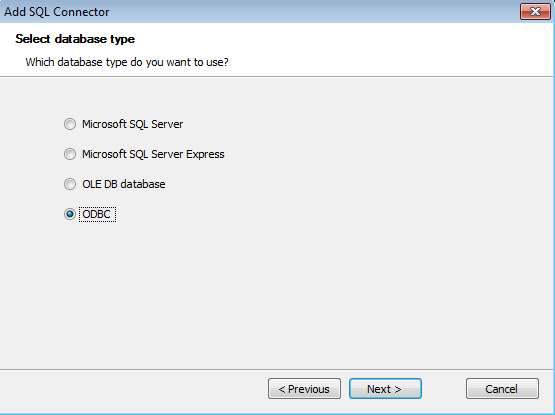 Add SQL Connector
Select database type
Which database type do you want to use?
Microsoft SQL Server
Microsoft SQL Server Express
OLE DB database
ODBC
< Previous
Next >
Cancel